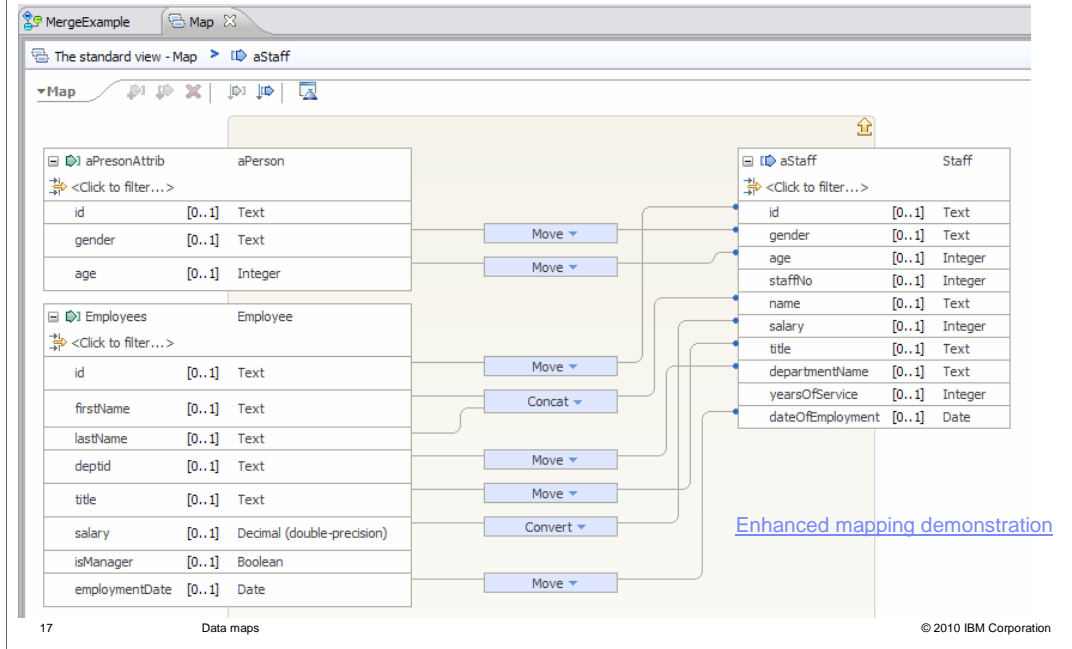 MergeExample Map
The standard view - Map > aStaff
Map
aPresonAttrib aPerson
<Click to filter...>
id [0..1] Text
gender [0..1] Text
age [0..1] Integer
Employees Employee
<Click to filter...>
id [0..1] Text
firstName [0..1] Text
lastName [0..1] Text
deptid [0..1] Text
title [0..1] Text
salary [0..1] Decimal (double-precision)
isManager [0..1] Boolean
employmentDate [0..1] Date
Move
Move
Move
Concat
Move
Move
Convert
Move
aStaff Staff
<Click to filter...>
id [0..1] Text
gender [0..1] Text
age [0..1] Integer
staffNo [0..1] Integer
name [0..1] Text
salary [0..1] Integer
title [0..1] Text
departmentName [0..1] Text
yearsOfService [0..1] Integer
dateOfEmployment [0..1] Date
Enhanced mapping demonstration
17 Data maps © 2010 IBM Corporation